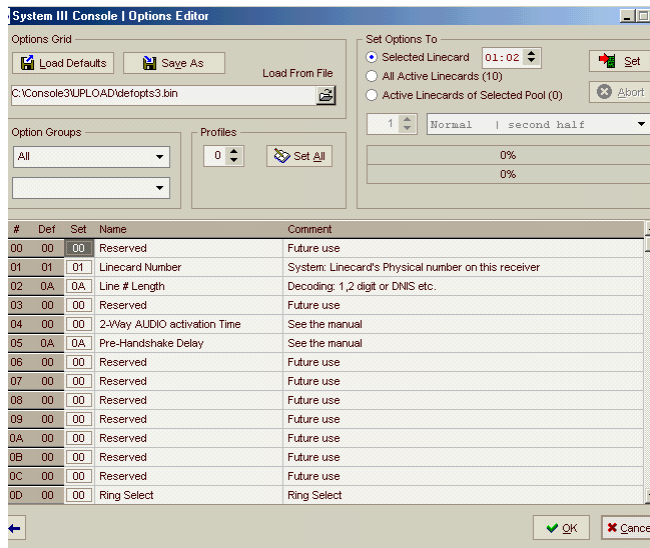 System III Console | Options Editor
Options Grid
Load Defaults
Save As
Load From File
C:\Console3\UPLOAD\defopts3.bin
Set Options To
Selected Linecard 01:02
All Active Linecards (10)
Active Linecards of Selected Pool (0)
Set
Abort
1 Normal | second half
0%
0%
Option Groups
All
Profiles
0
Set All
# Def Set Name Comment
00 00 00 Reserved Future use
01 01 01 Linecard Number System: Linecard's Physical number on this receiver
02 0A 0A Line # Length Decoding: 1,2 digit or DNIS etc.
03 00 00 Reserved Future use
04 00 00 2-Way AUDIO activation Time See the manual
05 0A 0A Pre-Handshake Delay See the manual
06 00 00 Reserved Future use
07 00 00 Reserved Future use
08 00 00 Reserved Future use
09 00 00 Reserved Future use
0A 00 00 Reserved Future use
0B 00 00 Reserved Future use
0C 00 00 Reserved Future use
0D 00 00 Ring Select Ring Select
OK
Cance